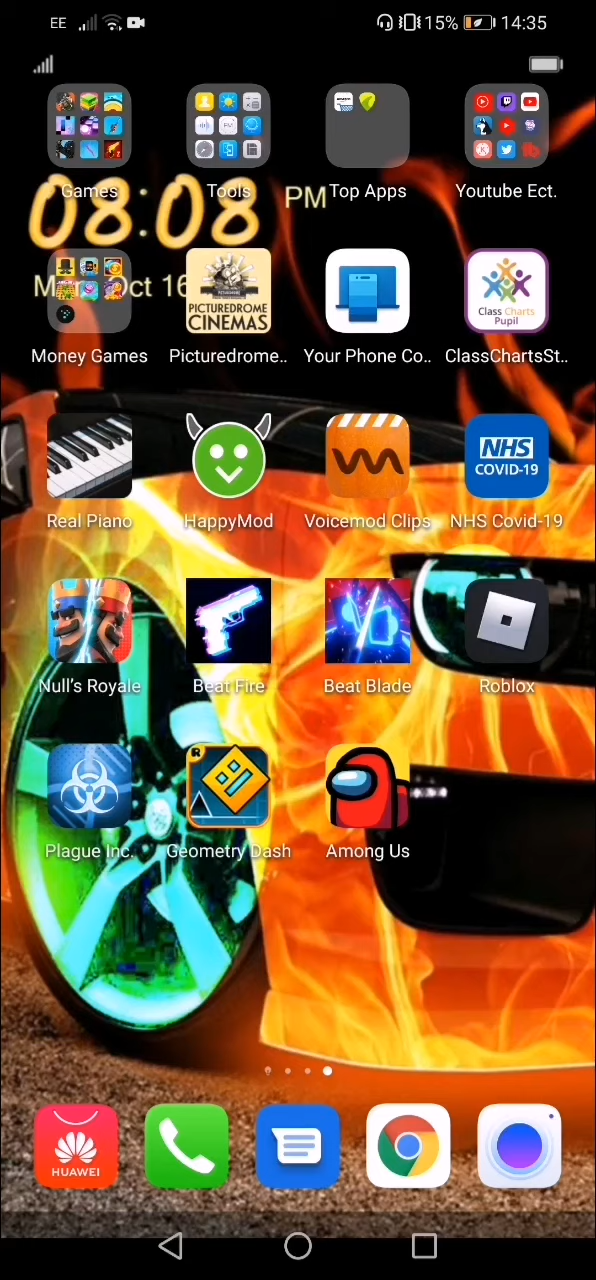 EE 15% 14:35
Games Tools Top Apps Youtube Ect.
08:08 PM
Oct 16
PICTUREDROME
CINEMAS
Class Charts
Pupil
Money Games Picturedrome.. Your Phone Co.. ClassChartsSt..
NHS
COVID-19
Real Piano HappyMod Voicemod Clips NHS Covid-19
Null's Royale Beat Fire Beat Blade Roblox
R
Plague Inc. Geometry Dash Among Us
HUAWEI